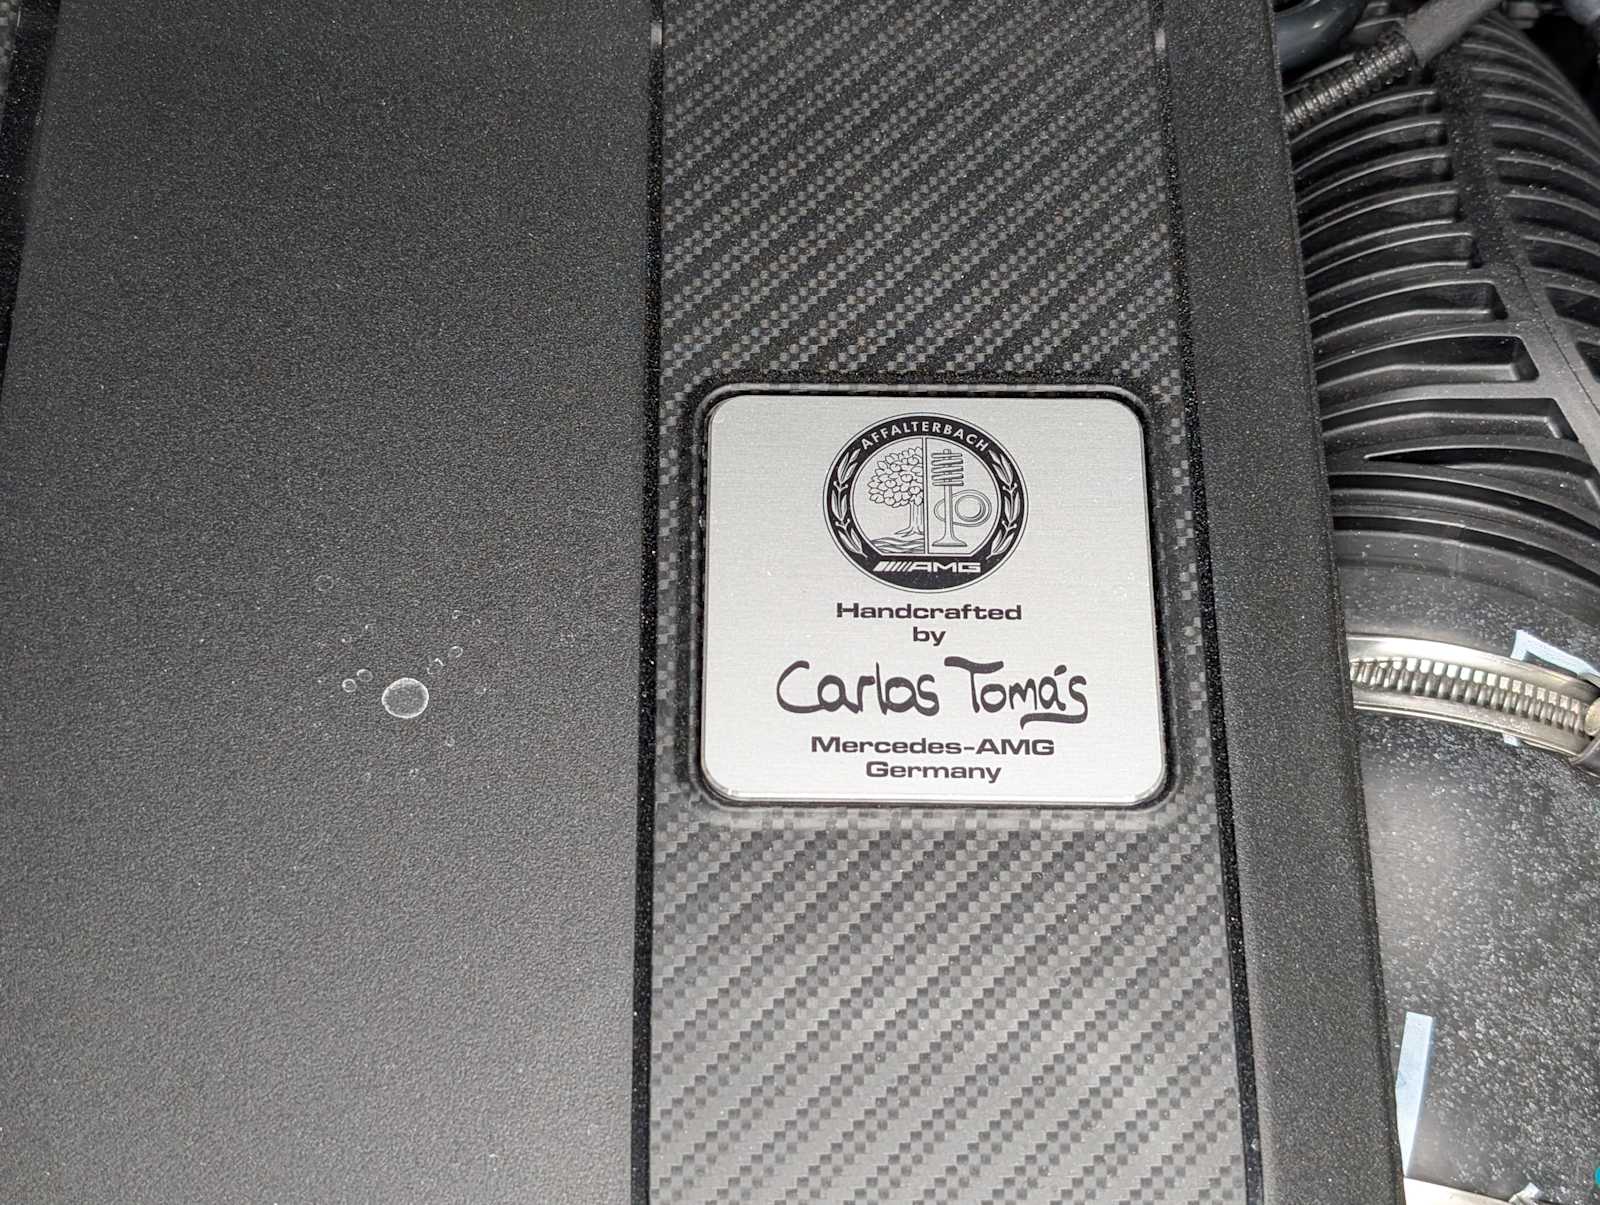 AFFALTERBACH
AMG
Handcrafted
by
Carlos Tomás
Mercedes-AMG
Germany